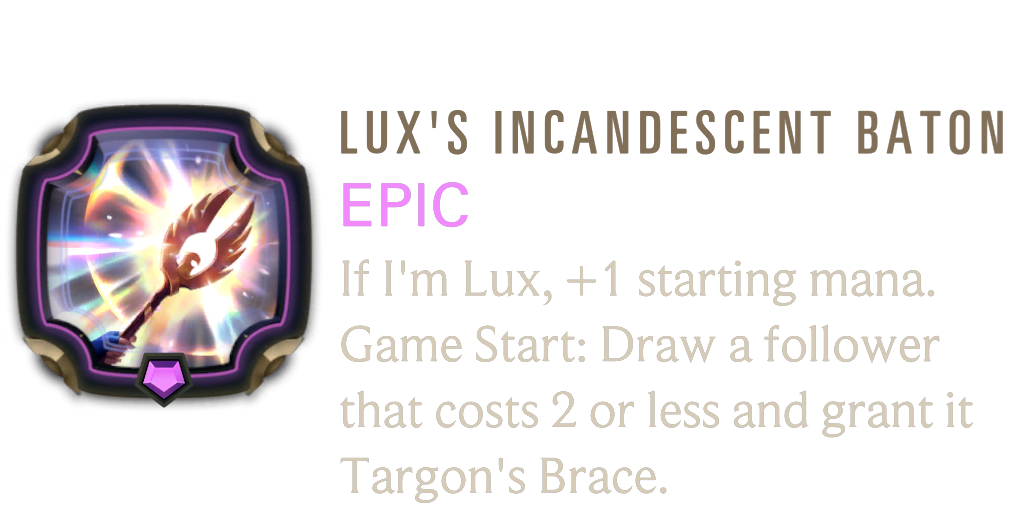 LUX'S INCANDESCENT BATON
EPIC
If I'm Lux, +1 starting mana.
Game Start: Draw a follower
that costs 2 or less and grant it
Targon's Brace.